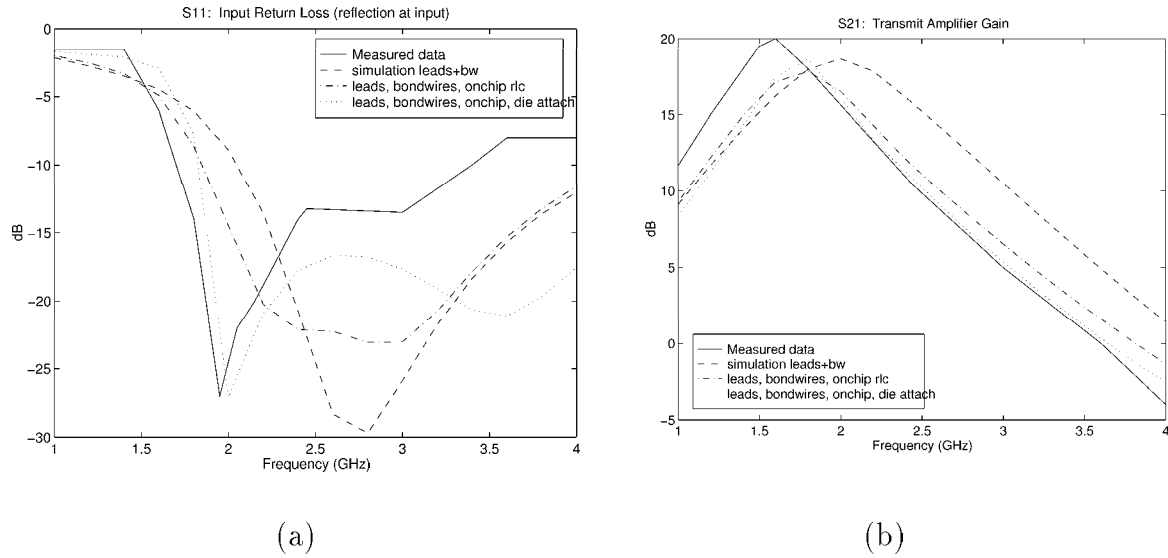 S11: Input Return Loss (reflection at input)
0
−5
−10
−15
−20
−25
−30
dB
1
1.5
2
2.5
3
3.5
4
Frequency (GHz)
Measured data
simulation leads+bw
leads, bondwires, onchip rlc
leads, bondwires, onchip, die attach
(a)
S21: Transmit Amplifier Gain
20
15
10
5
0
−5
dB
1
1.5
2
2.5
3
3.5
4
Frequency (GHz)
Measured data
simulation leads+bw
leads, bondwires, onchip rlc
leads, bondwires, onchip, die attach
(b)